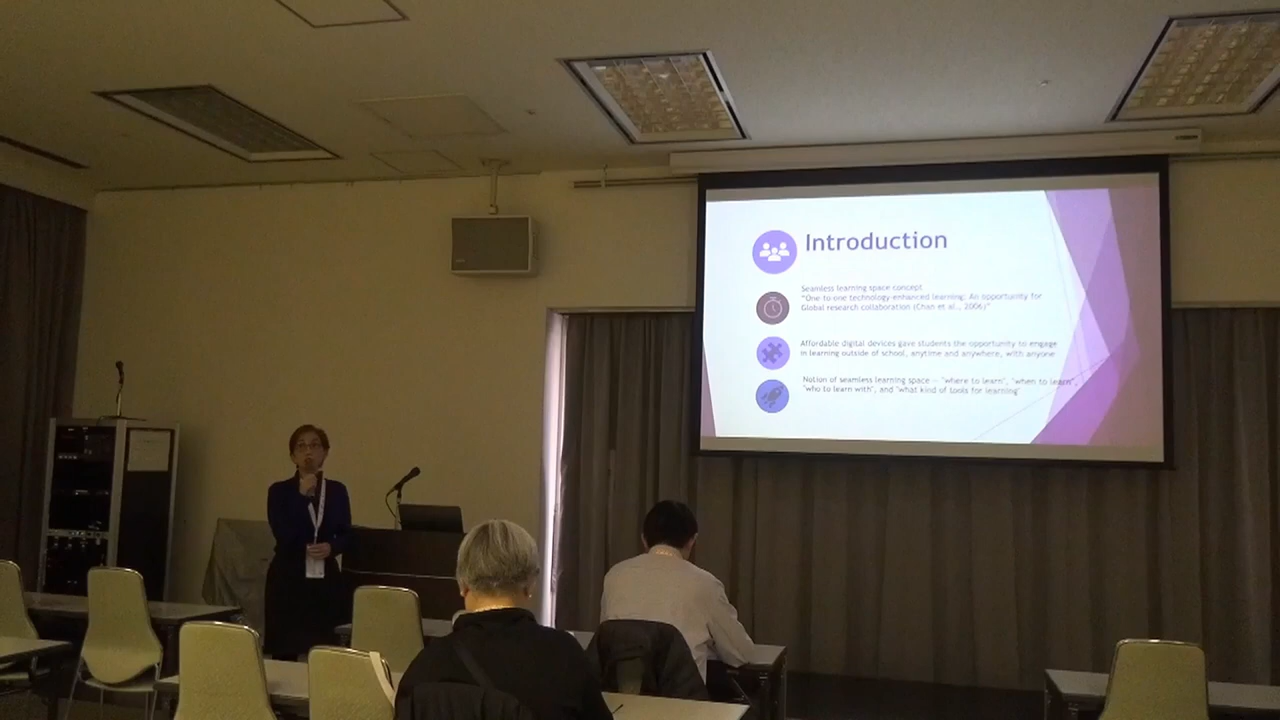 Introduction
Seamless learning space concept
"One-to-one technology-enhanced learning: An opportunity for
Global research collaboration (Chan et al., 2006)"
Affordable digital devices gave students the opportunity to engage
in learning outside of school, anytime and anywhere, with anyone
Notion of seamless learning space — "where to learn", "when to learn",
"who to learn with", and "what kind of tools for learning"